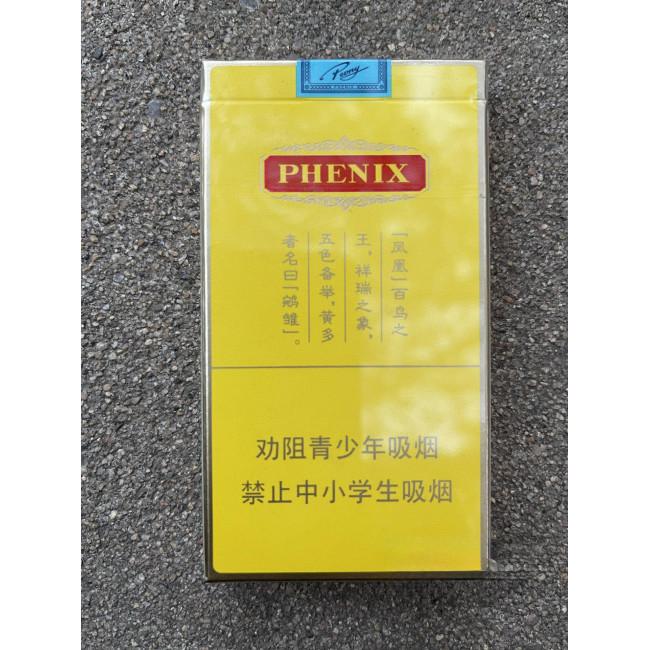 Peony
PHENIX
「凤凰」百鸟之
王，祥瑞之象，
五色备举，黄多
者名曰「鹓雏」。
劝阻青少年吸烟
禁止中小学生吸烟